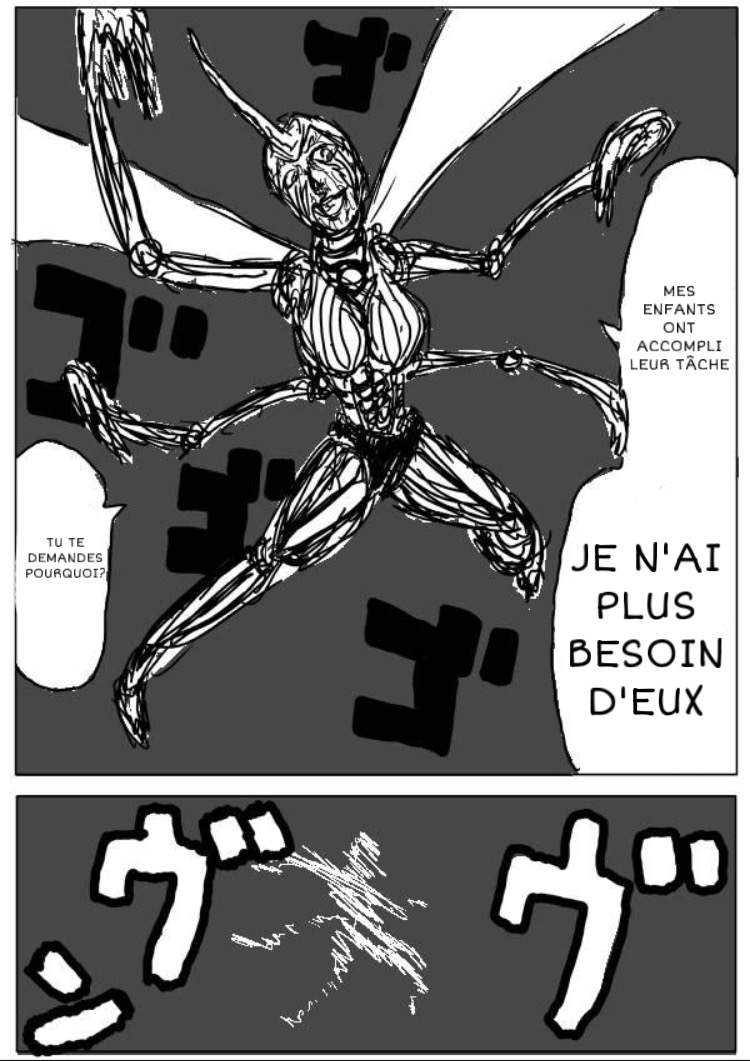 ゴ
MES
ENFANTS
ONT
ACCOMPLI
LEUR TÂCHE
ゴ
ゴ
TU TE
DEMANDES
POURQUOI?
JE N'AI
PLUS
BESOIN
D'EUX
ゴ
ヴ
ヴ
ン